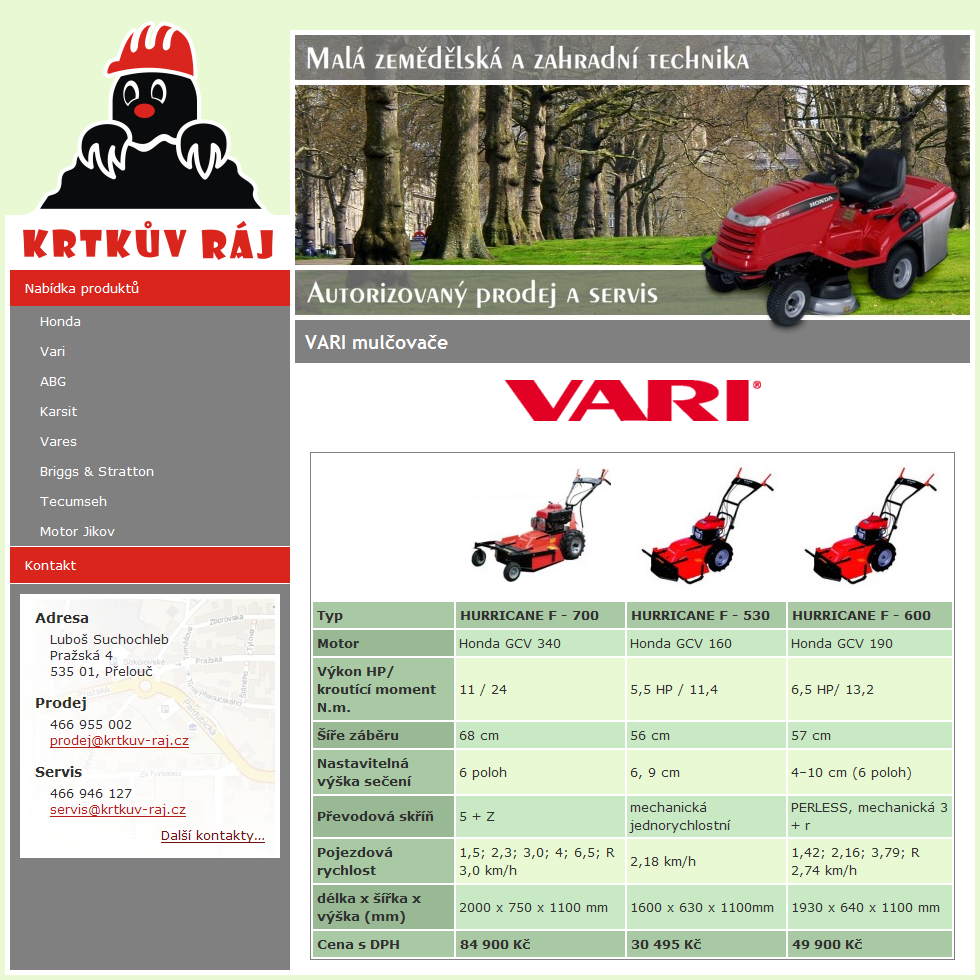 KRTKŮV RÁJ
Nabídka produktů
Honda
Vari
ABG
Karsit
Vares
Briggs & Stratton
Tecumseh
Motor Jikov
Kontakt
Adresa
Luboš Suchochleb
Pražská 4
535 01, Přelouč
Prodej
466 955 002
prodej@krtkuv-raj.cz
Servis
466 946 127
servis@krtkuv-raj.cz
Další kontakty...
Malá zemědělská a zahradní technika
HONDA
Autorizovaný prodej a servis
VARI mulčovače
VARI®
Typ HURRICANE F - 700 HURRICANE F - 530 HURRICANE F - 600
Motor Honda GCV 340 Honda GCV 160 Honda GCV 190
Výkon HP/
kroutící moment 11 / 24 5,5 HP / 11,4 6,5 HP/ 13,2
N.m.
Šíře záběru 68 cm 56 cm 57 cm
Nastavitelná
výška sečení 6 poloh 6, 9 cm 4–10 cm (6 poloh)
Převodová skříň 5 + Z mechanická jednorychlostní PERLESS, mechanická 3 + r
Pojezdová rychlost 1,5; 2,3; 3,0; 4; 6,5; R 3,0 km/h 2,18 km/h 1,42; 2,16; 3,79; R 2,74 km/h
délka x šířka x
výška (mm) 2000 x 750 x 1100 mm 1600 x 630 x 1100mm 1930 x 640 x 1100 mm
Cena s DPH 84 900 Kč 30 495 Kč 49 900 Kč